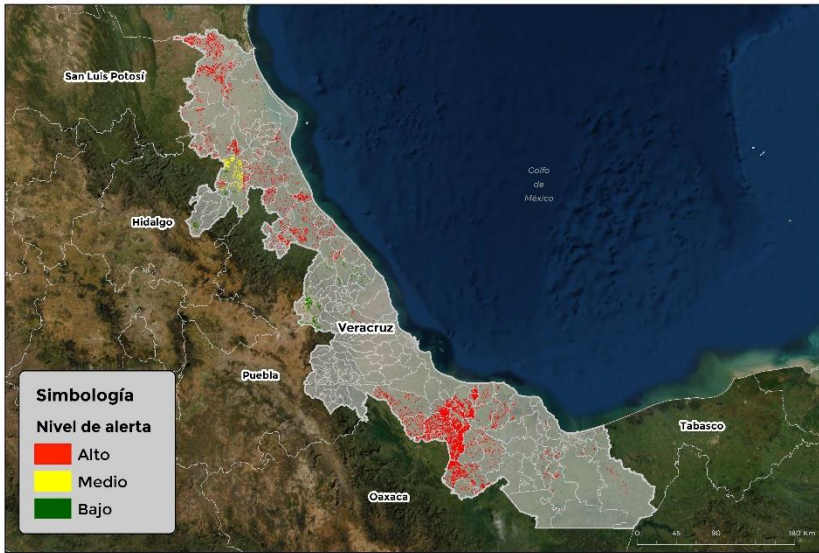 San Luis Potosí
Golfo
de
México
Hidalgo
Veracruz
Puebla
Tabasco
Oaxaca
Simbología
Nivel de alerta
Alto
Medio
Bajo
0 45 90 180 Km